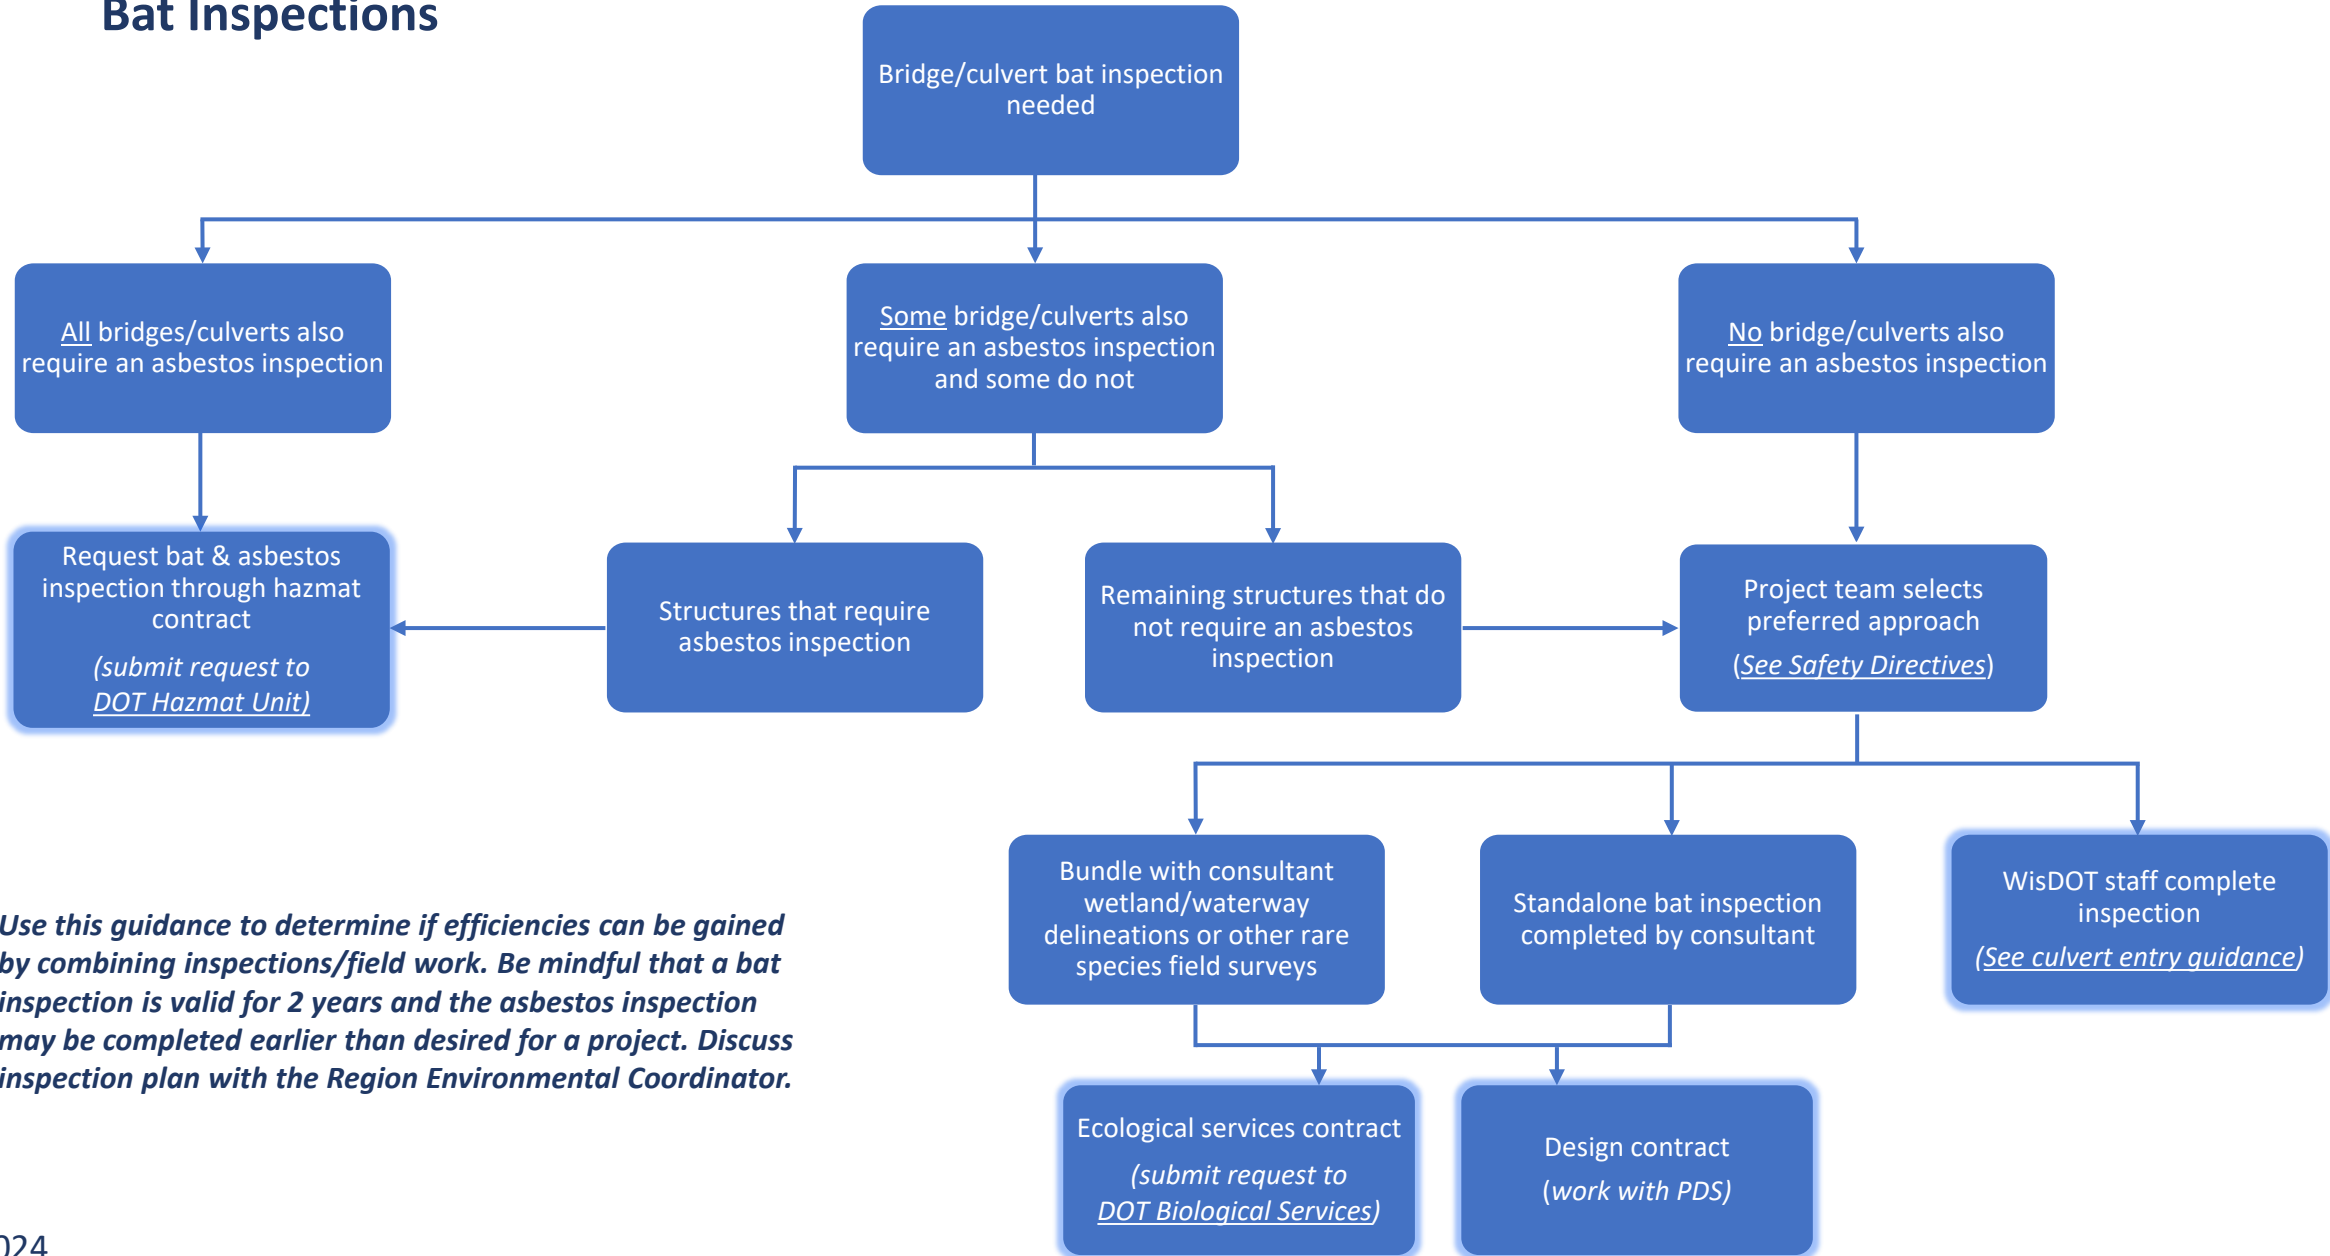 Bat Inspections
Bridge/culvert bat inspection
needed
All bridges/culverts also
require an asbestos inspection
Some bridge/culverts also
require an asbestos inspection
and some do not
No bridge/culverts also
require an asbestos inspection
Request bat & asbestos
inspection through hazmat
contract
(submit request to
DOT Hazmat Unit)
Structures that require
asbestos inspection
Remaining structures that do
not require an asbestos
inspection
Project team selects
preferred approach
(See Safety Directives)
Bundle with consultant
wetland/waterway
delineations or other rare
species field surveys
Standalone bat inspection
completed by consultant
WisDOT staff complete
inspection
(See culvert entry guidance)
Use this guidance to determine if efficiencies can be gained
by combining inspections/field work. Be mindful that a bat
inspection is valid for 2 years and the asbestos inspection
may be completed earlier than desired for a project. Discuss
inspection plan with the Region Environmental Coordinator.
Ecological services contract
(submit request to
DOT Biological Services)
Design contract
(work with PDS)
024